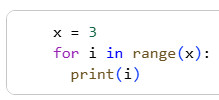 x = 3
for i in range(x):
  print(i)